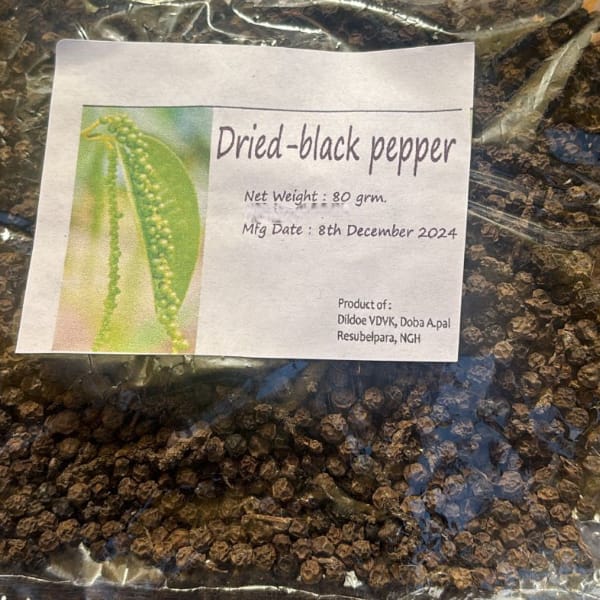 Dried-black pepper
Net Weight : 80 grm.
Mfg Date : 8th December 2024
Product of :
Dildoe VDVK, Doba A.pal
Resubelpara, NGH